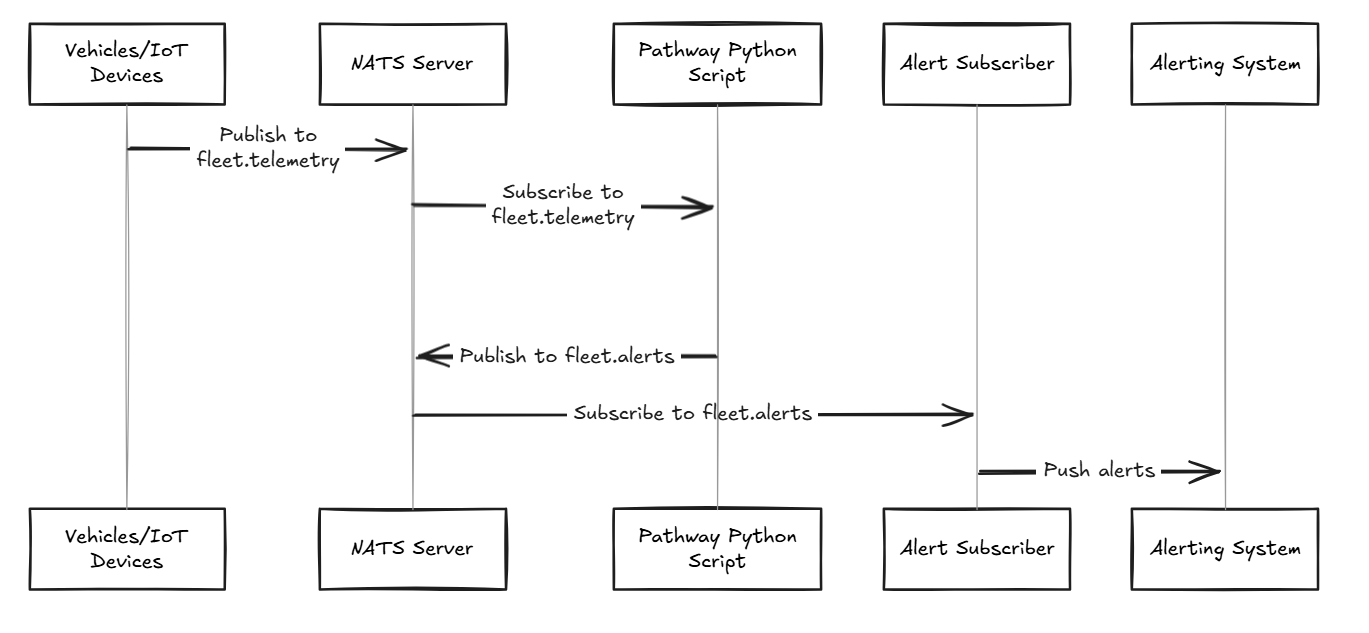 Vehicles/IoT
Devices
NATS Server
Pathway Python
Script
Alert Subscriber
Alerting System
Publish to
fleet.telemetry
Subscribe to
fleet.telemetry
Publish to fleet.alerts
Subscribe to fleet.alerts
Push alerts
Vehicles/IoT
Devices
NATS Server
Pathway Python
Script
Alert Subscriber
Alerting System